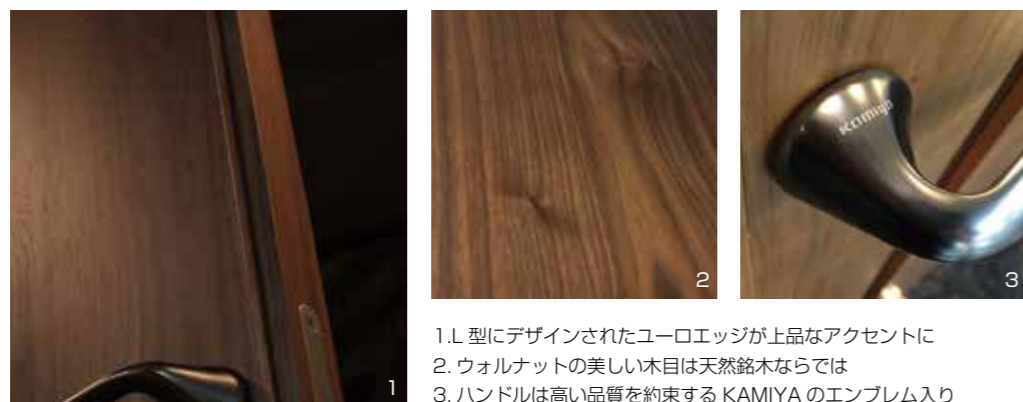 1
2
3
Kamiya
1.L 型にデザインされたユーロエッジが上品なアクセントに
2. ウォルナットの美しい木目は天然銘木ならでは
3. ハンドルは高い品質を約束する KAMIYA のエンブレム入り